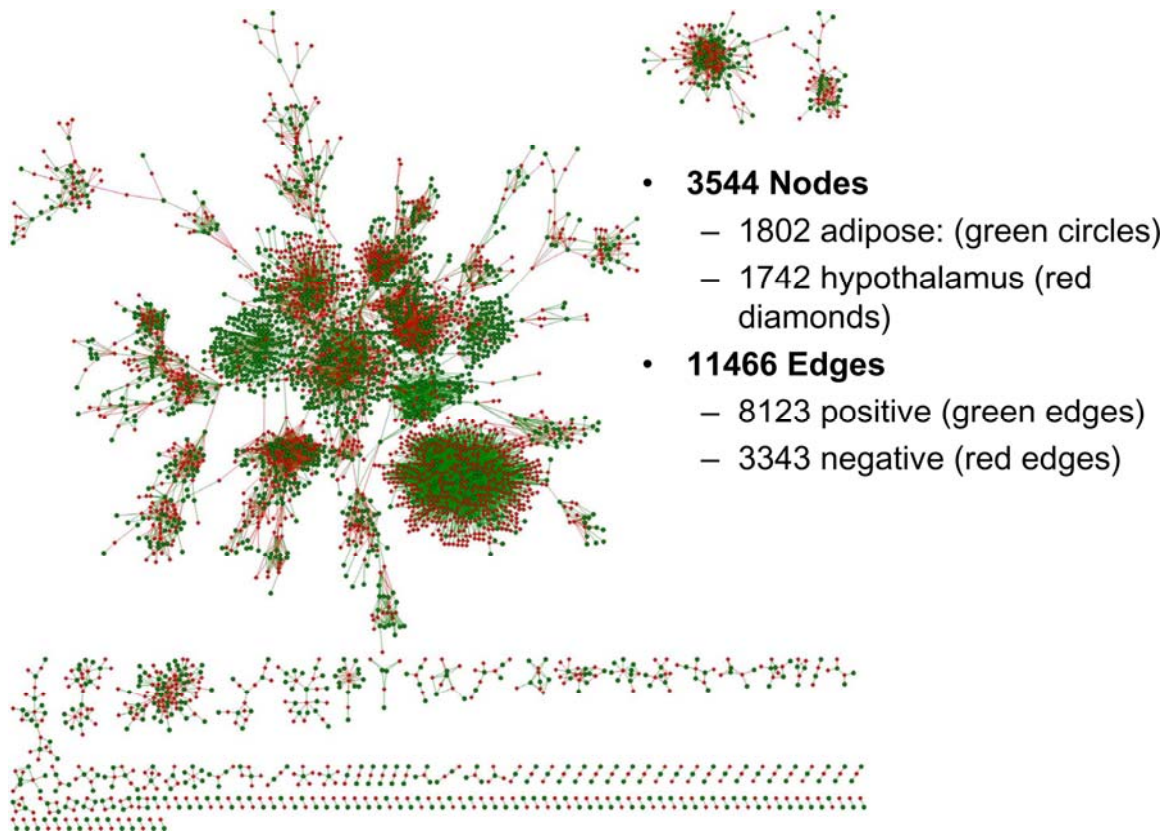 • 3544 Nodes
– 1802 adipose: (green circles)
– 1742 hypothalamus (red
diamonds)
• 11466 Edges
– 8123 positive (green edges)
– 3343 negative (red edges)